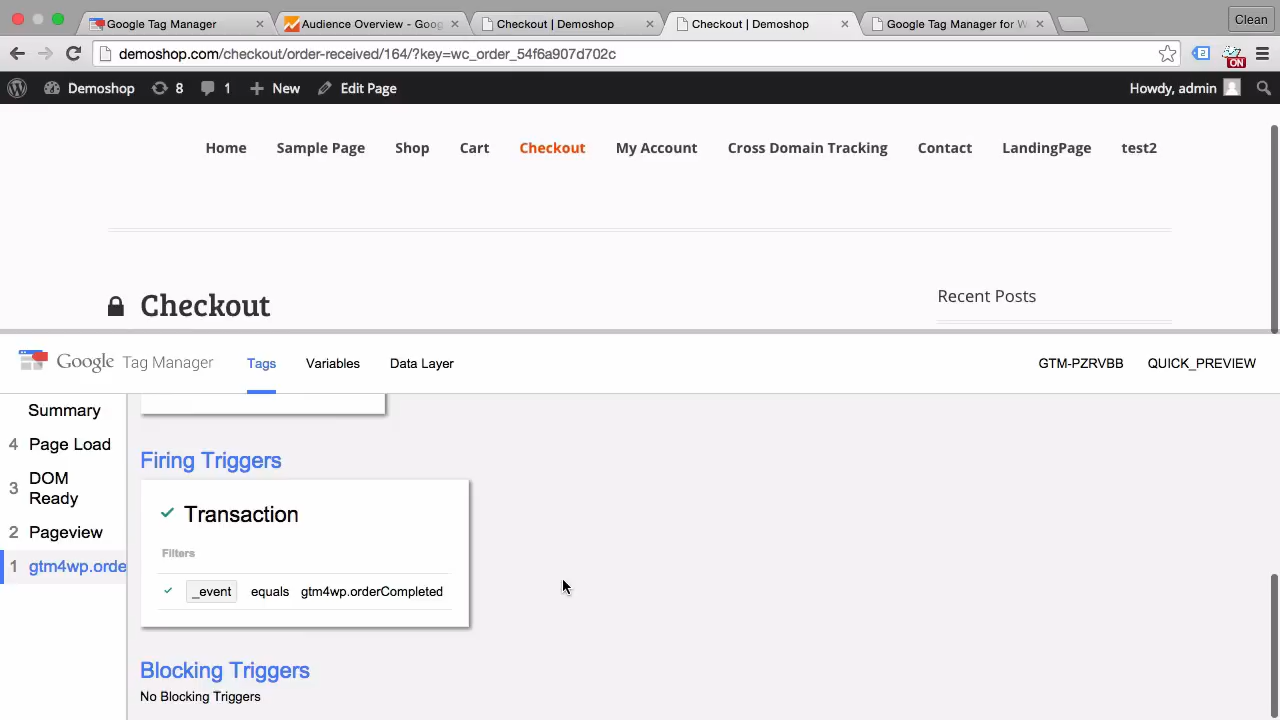 Google Tag Manager
Audience Overview - Goog
Checkout | Demoshop
Checkout | Demoshop
Google Tag Manager for W
Clean
demoshop.com/checkout/order-received/164/?key=wc_order_54f6a907d702c
2
ON
Demoshop 8 1 New Edit Page Howdy, admin
Home Sample Page Shop Cart Checkout My Account Cross Domain Tracking Contact LandingPage test2
Checkout
Recent Posts
Google Tag Manager Tags Variables Data Layer GTM-PZRVBB QUICK_PREVIEW
Summary
4 Page Load
3 DOM
Ready
2 Pageview
1 gtm4wp.orde
Firing Triggers
Transaction
Filters
_event equals gtm4wp.orderCompleted
Blocking Triggers
No Blocking Triggers